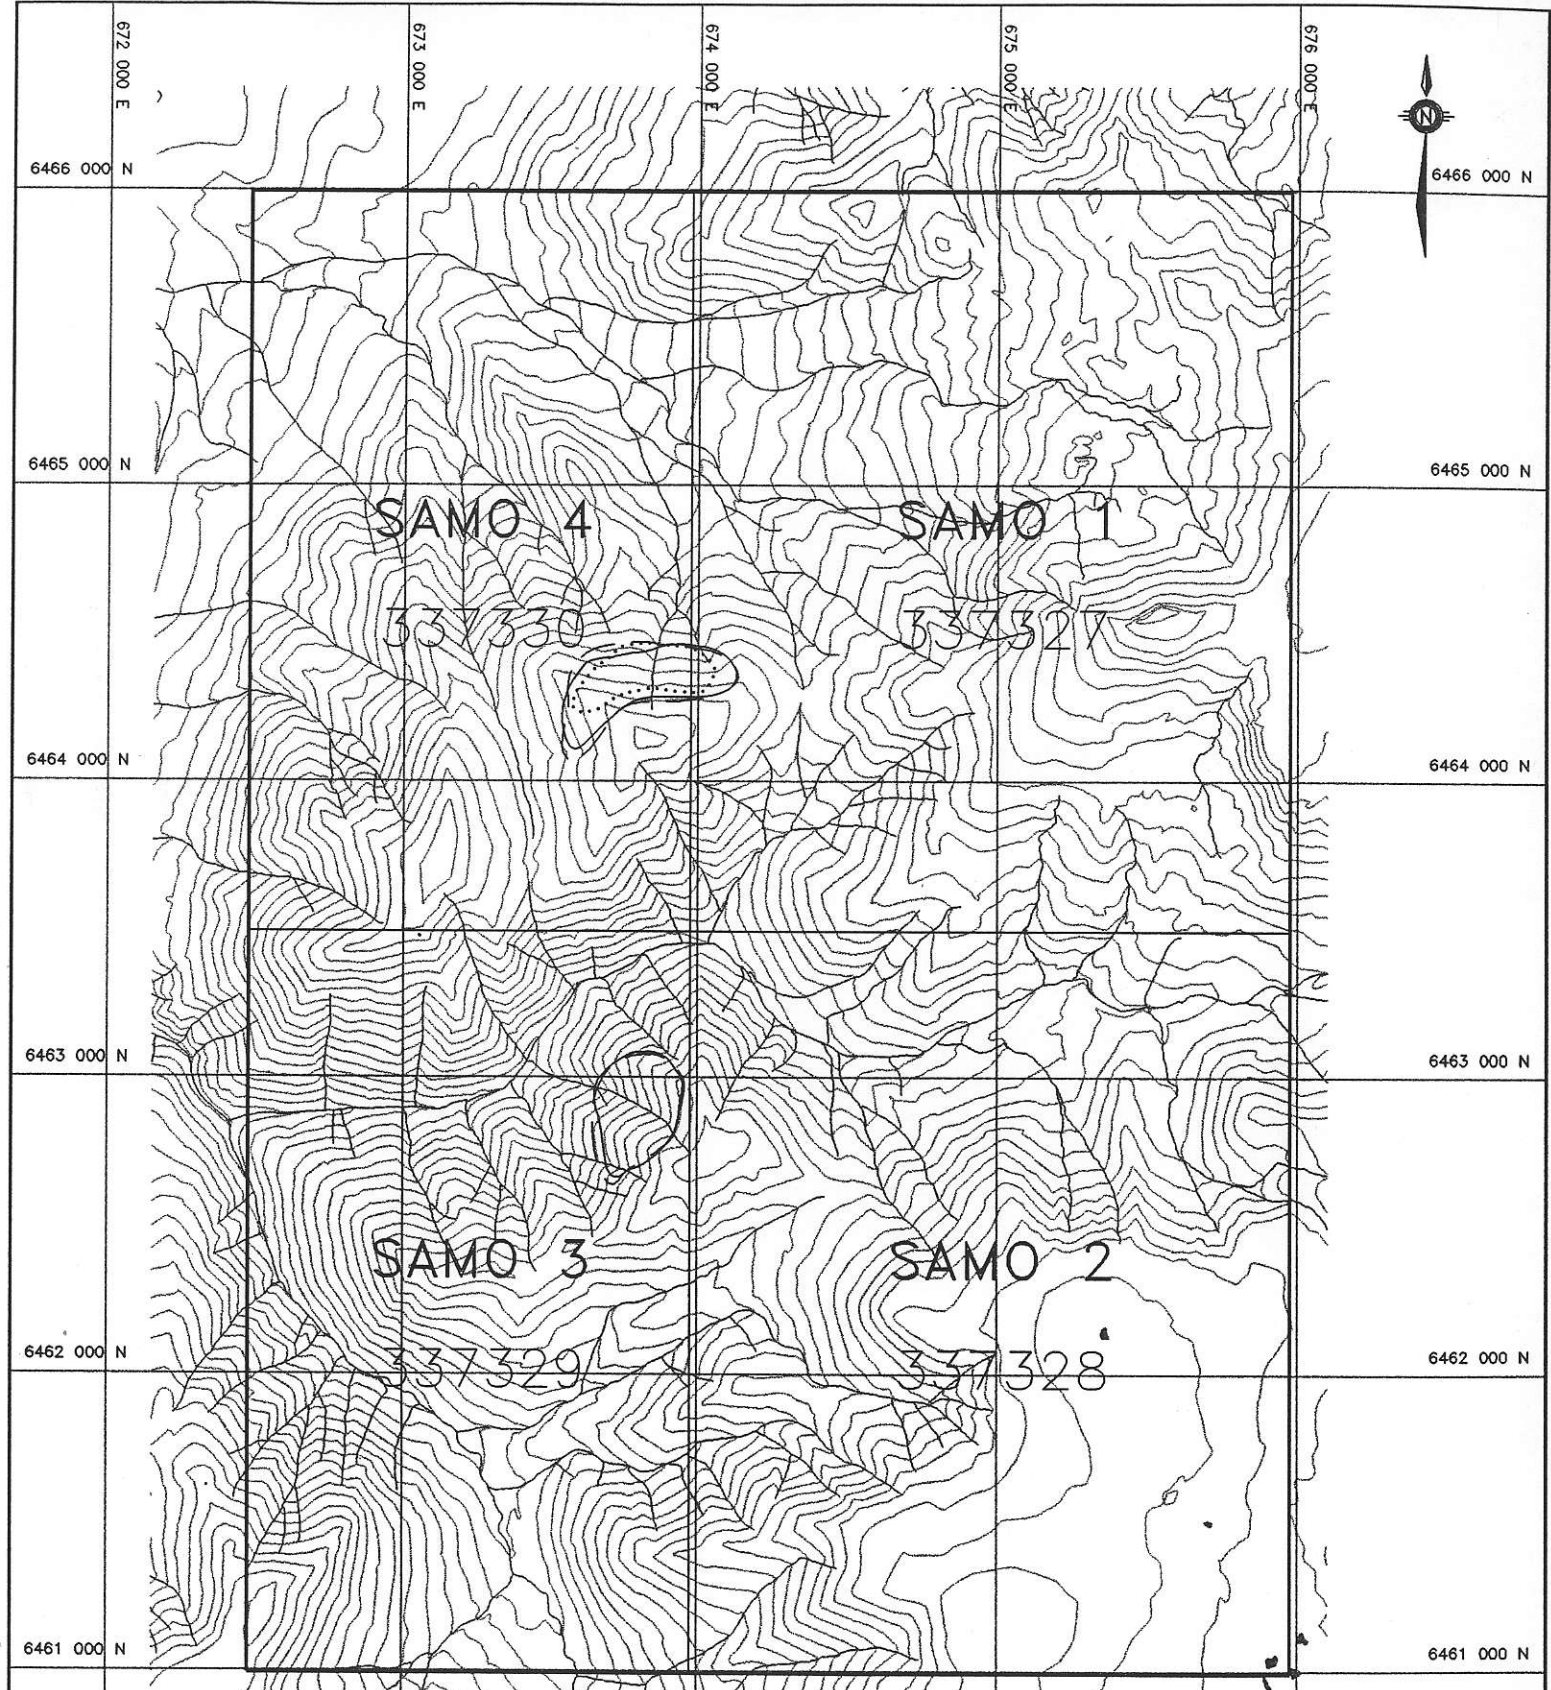 672 000 E
673 000 E
674 000 E
675 000 E
676 000 E
N
6466 000 N
6466 000 N
6465 000 N
6465 000 N
SAMO 4
SAMO 1
337330
337327
6464 000 N
6464 000 N
6463 000 N
6463 000 N
SAMO 3
SAMO 2
6462 000 N
6462 000 N
337329
337328
6461 000 N
6461 000 N